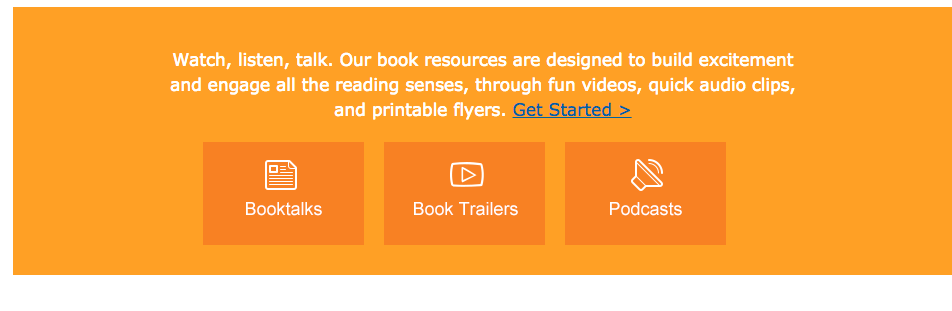 Watch, listen, talk. Our book resources are designed to build excitement
and engage all the reading senses, through fun videos, quick audio clips,
and printable flyers. Get Started >
Booktalks
Book Trailers
Podcasts